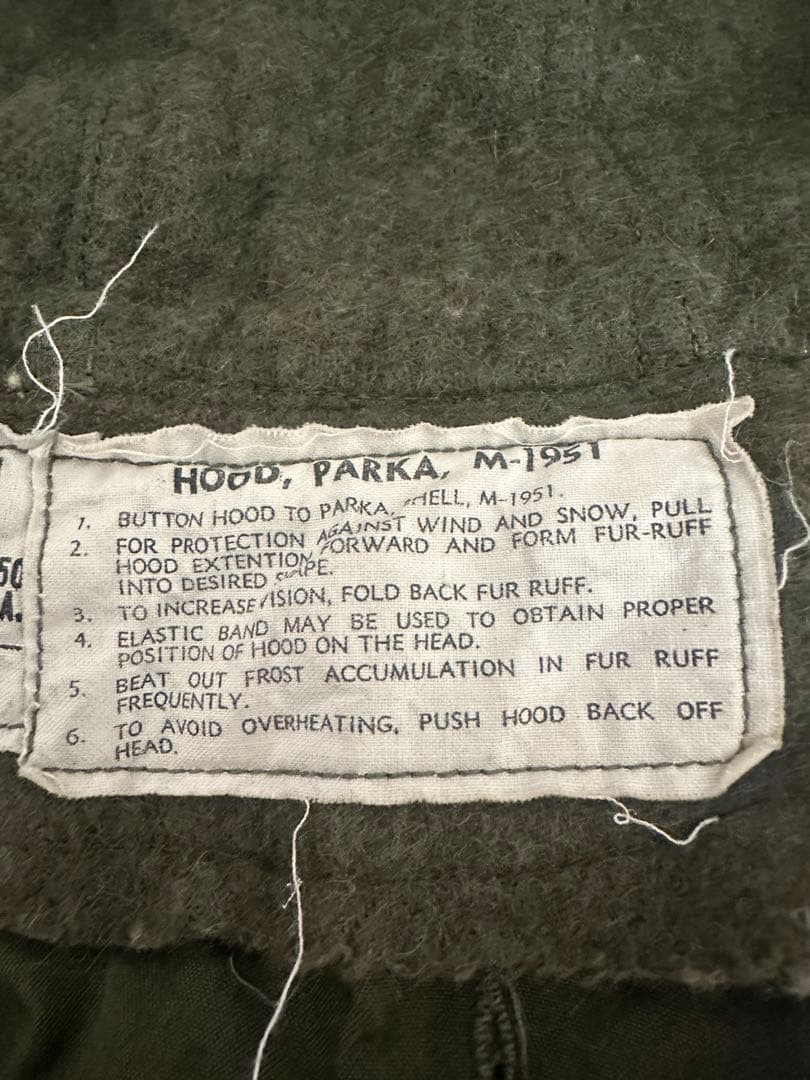 HOOD, PARKA, M-1951
1. BUTTON HOOD TO PARKA, HELL, M-1951.
2. FOR PROTECTION AGAINST WIND AND SNOW, PULL
HOOD EXTENTION FORWARD AND FORM FUR-RUFF
INTO DESIRED
3. TO INCREASE VISION, FOLD BACK FUR RUFF.
4. ELASTIC BAND MAY BE USED TO OBTAIN PROPER
POSITION OF HOOD ON THE HEAD.
5. BEAT OUT FROST ACCUMULATION IN FUR RUFF
FREQUENTLY.
6. TO AVOID OVERHEATING, PUSH HOOD BACK OFF
HEAD.
50
A.